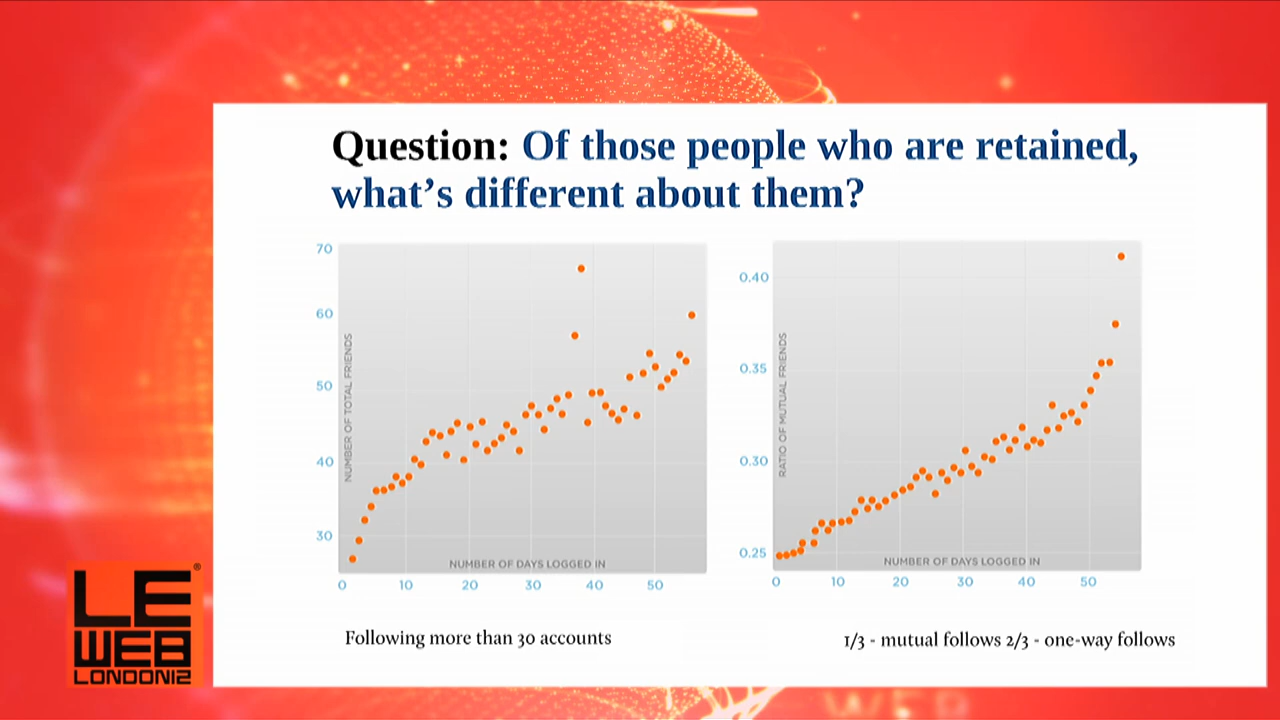 Question: Of those people who are retained,
what's different about them?
70
60
50
40
30
NUMBER OF TOTAL FRIENDS
NUMBER OF DAYS LOGGED IN
0 10 20 30 40 50
0.40
0.35
0.30
0.25
RATIO OF MUTUAL FRIENDS
NUMBER OF DAYS LOGGED IN
0 10 20 30 40 50
Following more than 30 accounts
1/3 - mutual follows 2/3 - one-way follows
LE ®
WEB
LONDON12
WEB